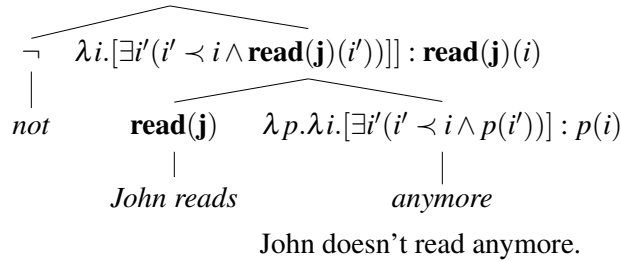 ¬ λi.[∃i′(i′ ≺ i ∧ read(j)(i′))]] : read(j)(i)
not read(j) λp.λi.[∃i′(i′ ≺ i ∧ p(i′))] : p(i)
John reads anymore
John doesn't read anymore.